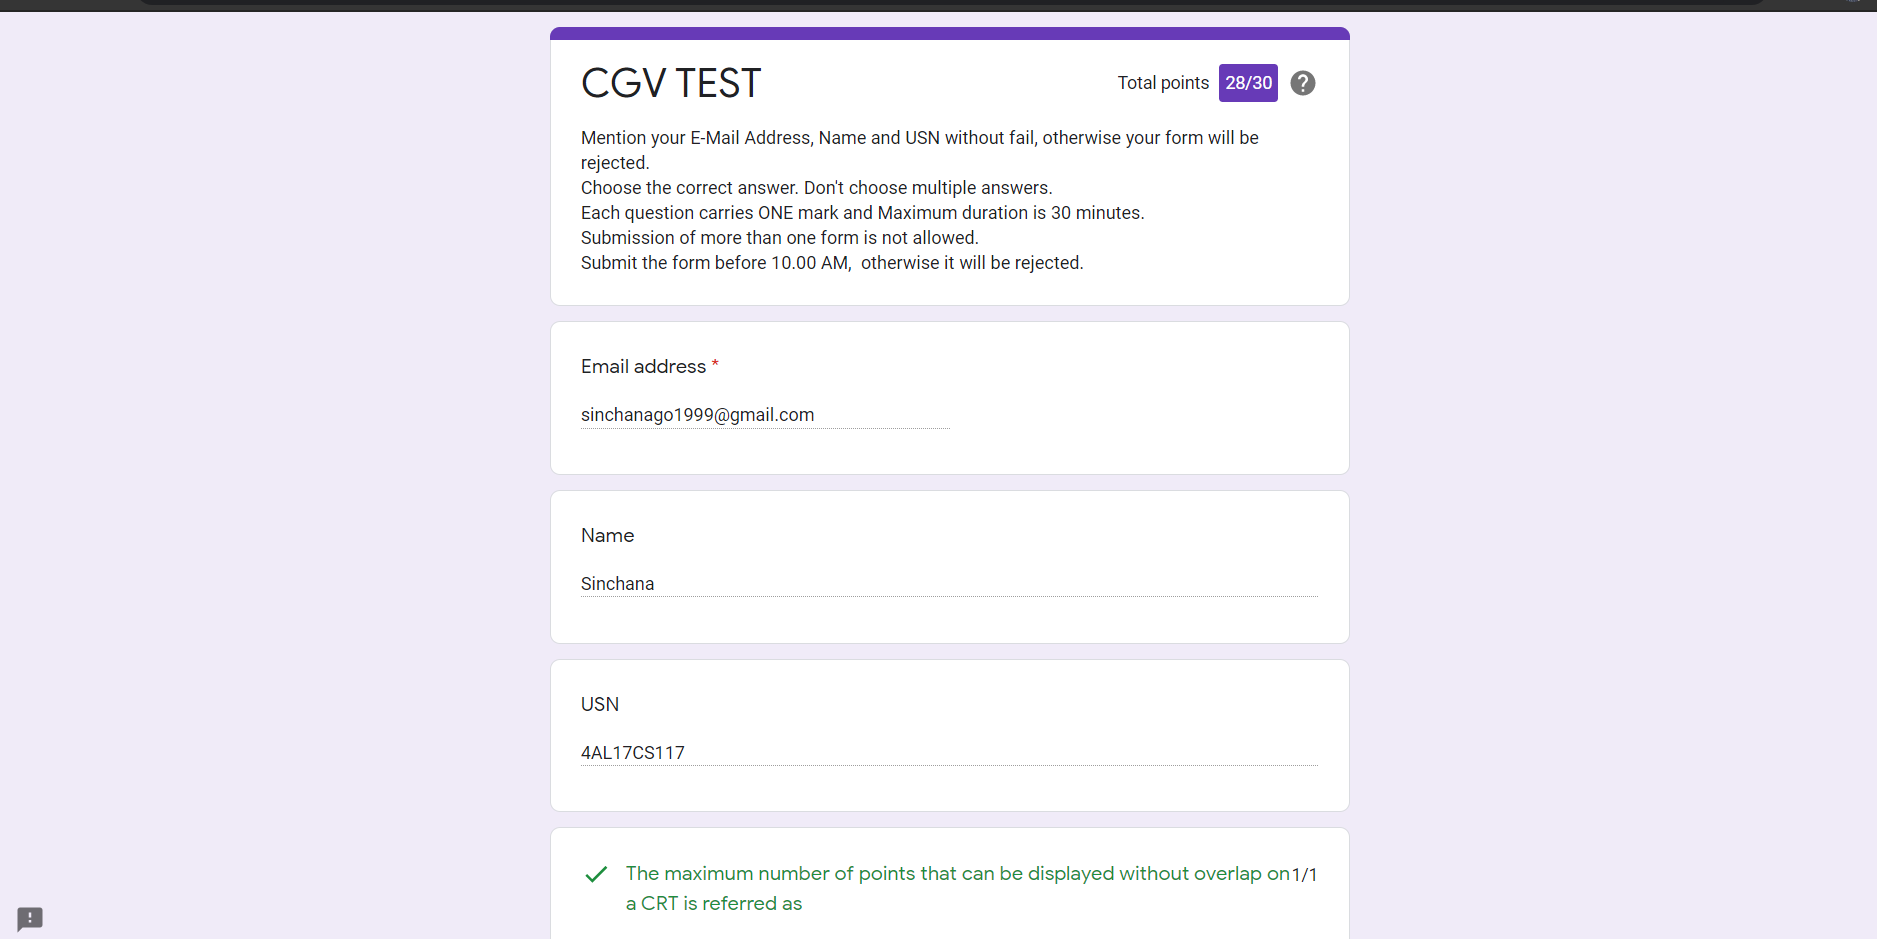 CGV TEST
Total points 28/30
Mention your E-Mail Address, Name and USN without fail, otherwise your form will be
rejected.
Choose the correct answer. Don't choose multiple answers.
Each question carries ONE mark and Maximum duration is 30 minutes.
Submission of more than one form is not allowed.
Submit the form before 10.00 AM,  otherwise it will be rejected.
Email address *
sinchanago1999@gmail.com
Name
Sinchana
USN
4AL17CS117
The maximum number of points that can be displayed without overlap on 1/1
a CRT is referred as